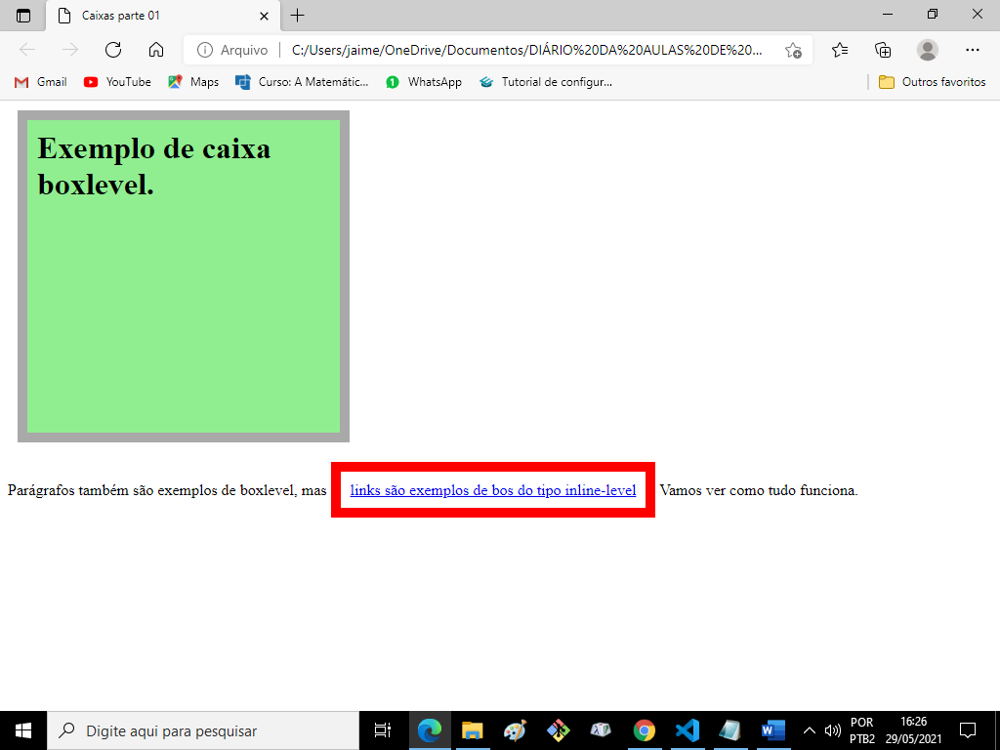 Caixas parte 01
Arquivo C:/Users/jaime/OneDrive/Documentos/DIÁRIO%20DA%20AULAS%20DE%20...
Gmail YouTube Maps Curso: A Matemátic... WhatsApp Tutorial de configur... Outros favoritos
Exemplo de caixa
boxlevel.
Parágrafos também são exemplos de boxlevel, mas links são exemplos de bos do tipo inline-level Vamos ver como tudo funciona.
Digite aqui para pesquisar
POR 16:26
PTB2 29/05/2021